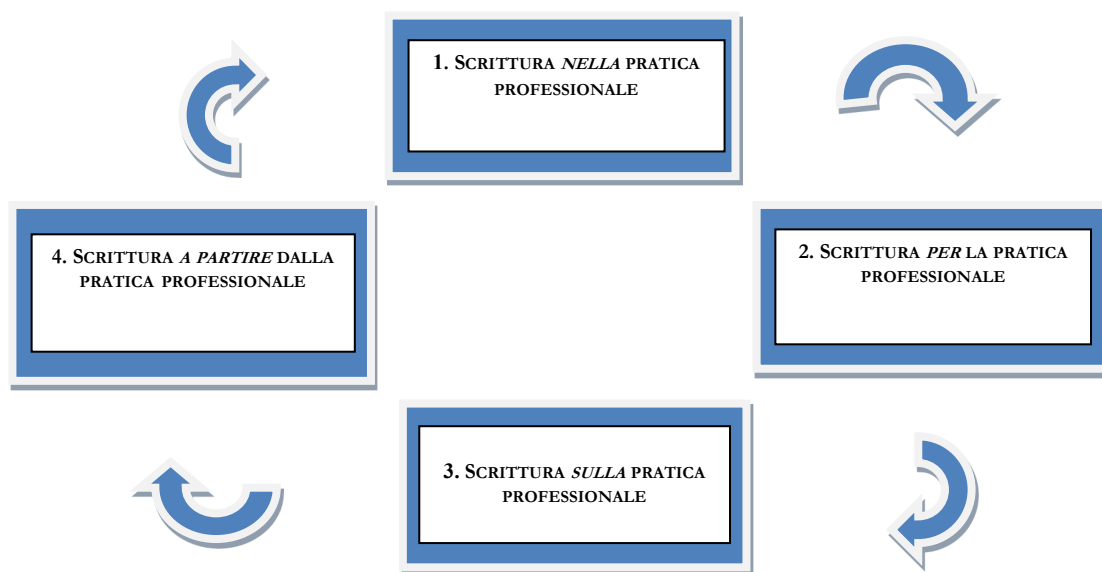 1. SCRITTURA NELLA PRATICA
PROFESSIONALE
4. SCRITTURA A PARTIRE DALLA
PRATICA PROFESSIONALE
2. SCRITTURA PER LA PRATICA
PROFESSIONALE
3. SCRITTURA SULLA PRATICA
PROFESSIONALE